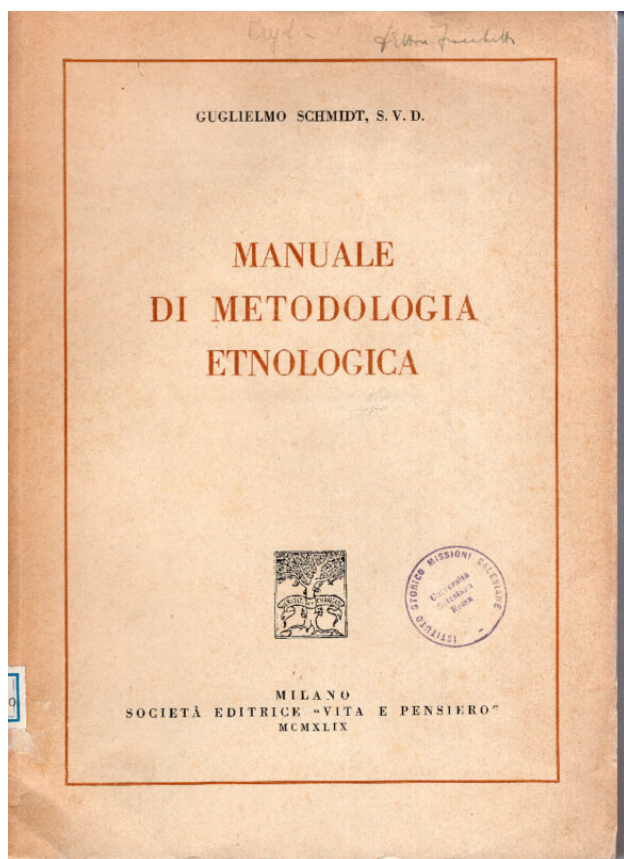 GUGLIELMO SCHMIDT, S. V. D.
MANUALE
DI METODOLOGIA
ETNOLOGICA
ISTITUTO STORICO MISSIONI SALESIANE
Università
Salesiana
Roma
MILANO
SOCIETÀ EDITRICE "VITA E PENSIERO"
MCMXLIX